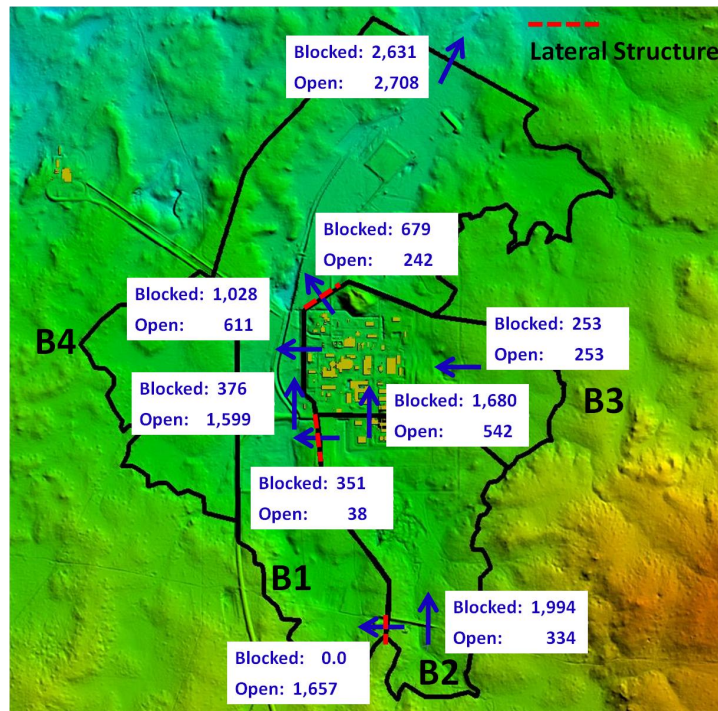 Blocked: 2,631
Open: 2,708
Lateral Structure
Blocked: 679
Open: 242
Blocked: 1,028
Open: 611
Blocked: 253
Open: 253
B4
Blocked: 376
Open: 1,599
Blocked: 1,680
Open: 542
B3
Blocked: 351
Open: 38
B1
Blocked: 1,994
Open: 334
B2
Blocked: 0.0
Open: 1,657